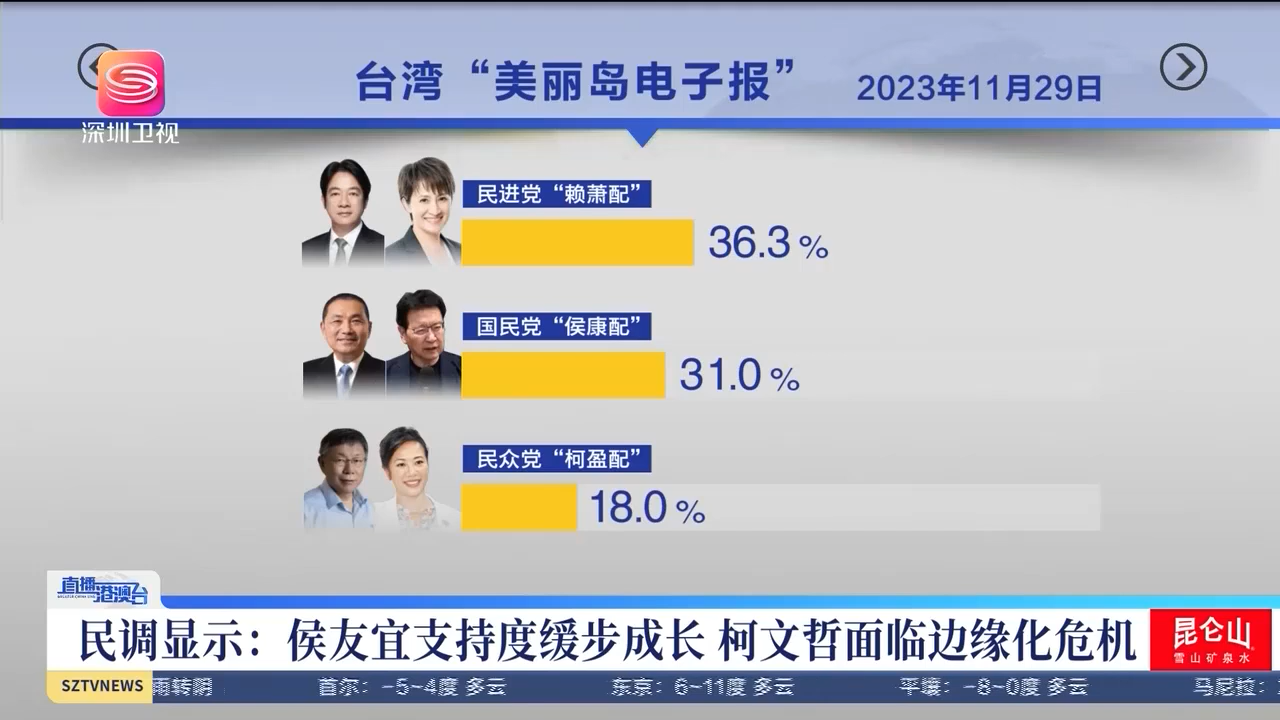 台湾“美丽岛电子报” 2023年11月29日
深圳卫视
民进党“赖萧配”
36.3%
国民党“侯康配”
31.0%
民众党“柯盈配”
18.0%
直播港澳台
民调显示：侯友宜支持度缓步成长 柯文哲面临边缘化危机
昆仑山
雪山矿泉水
SZTVNEWS 雨转阴 首尔：-5~4度 多云 东京：6~11度 多云 平壤：-8~0度 多云 马尼拉：